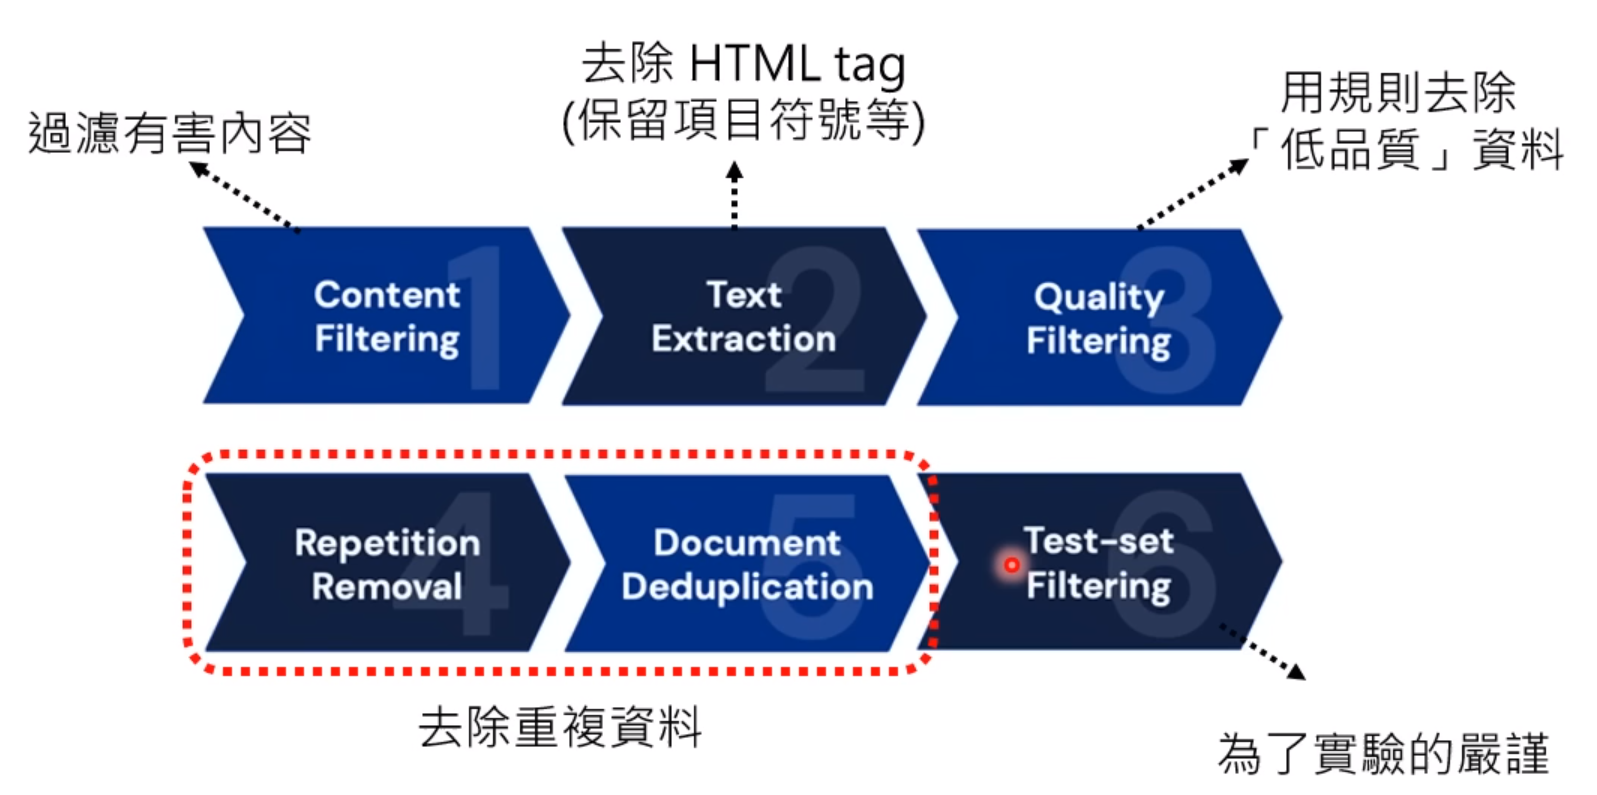 過濾有害內容
去除 HTML tag
(保留項目符號等)
用規則去除
「低品質」資料
Content
Filtering
1
Text
Extraction
2
Quality
Filtering
3
Repetition
Removal
4
Document
Deduplication
5
Test-set
Filtering
6
去除重複資料
為了實驗的嚴謹